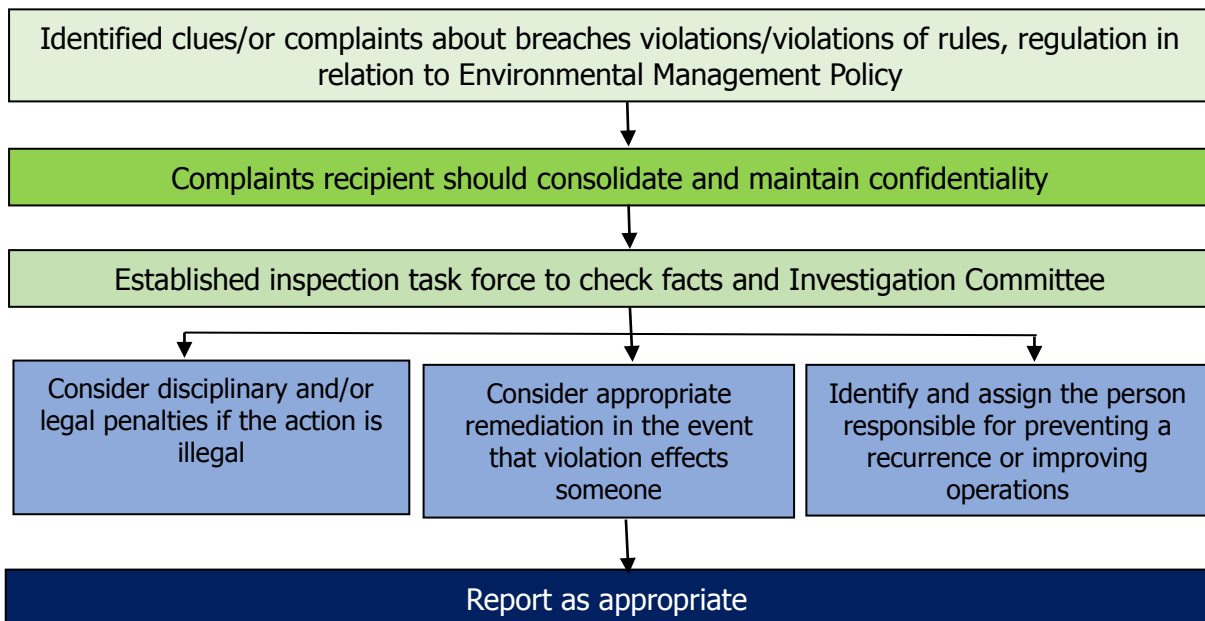 Identified clues/or complaints about breaches violations/violations of rules, regulation in
relation to Environmental Management Policy
Complaints recipient should consolidate and maintain confidentiality
Established inspection task force to check facts and Investigation Committee
Consider disciplinary and/or
legal penalties if the action is
illegal
Consider appropriate
remediation in the event
that violation effects
someone
Identify and assign the person
responsible for preventing a
recurrence or improving
operations
Report as appropriate